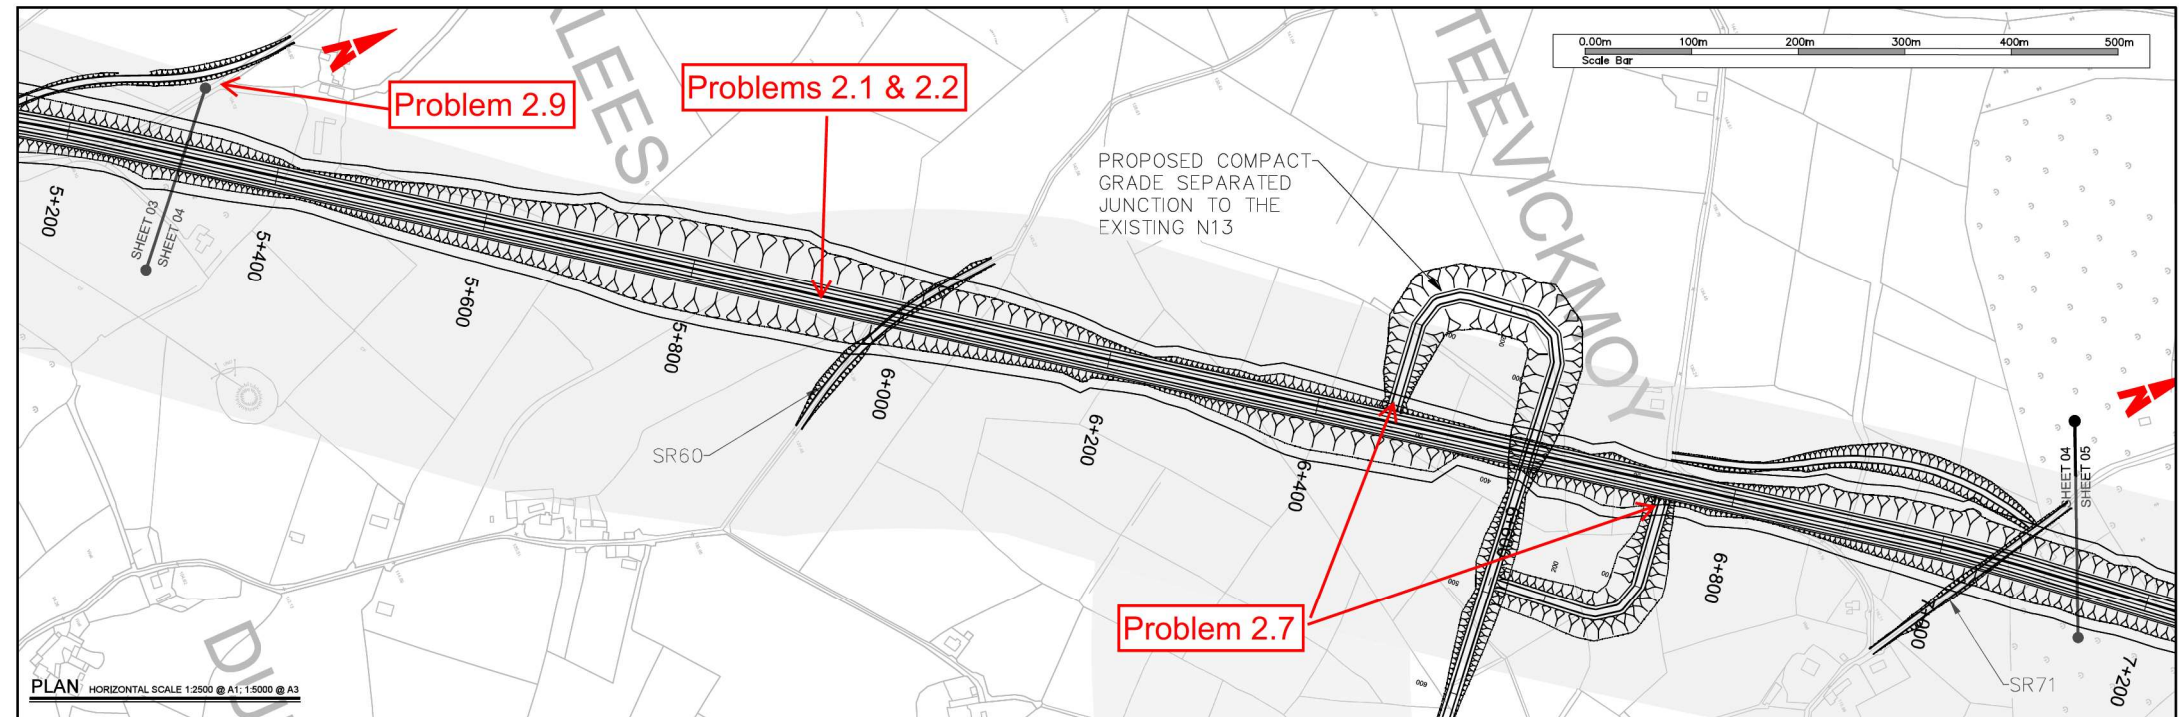 KLEES
TEEVICKMOY
0.00m 100m 200m 300m 400m 500m
Scale Bar
N
Problem 2.9
Problems 2.1 & 2.2
PROPOSED COMPACT
GRADE SEPARATED
JUNCTION TO THE
EXISTING N13
5+200
SHEET 03
SHEET 04
5+400
5+600
5+800
6+000
6+200
6+400
6+600
6+800
7+200
SR60
N
SHEET 04
SHEET 05
Problem 2.7
SR71
DU
PLAN HORIZONTAL SCALE 1:2500 @ A1; 1:5000 @ A3